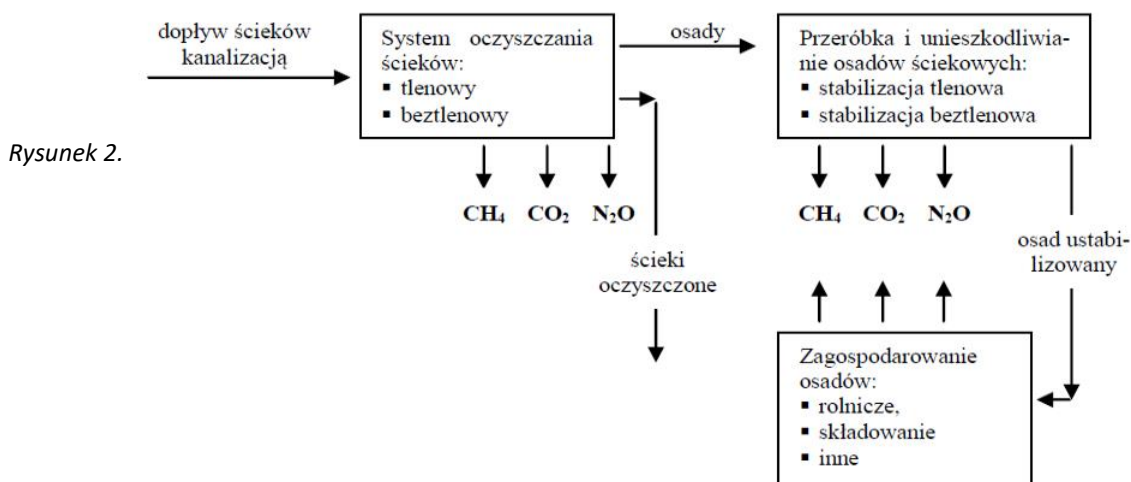 dopływ ścieków
kanalizacją
System oczyszczania
ścieków:
▪ tlenowy
▪ beztlenowy
osady
Przeróbka i unieszkodliwia-
nie osadów ściekowych:
▪ stabilizacja tlenowa
▪ stabilizacja beztlenowa
Rysunek 2.
CH₄ CO₂ N₂O
CH₄ CO₂ N₂O
ścieki
oczyszczone
osad ustabi-
lizowany
Zagospodarowanie
osadów:
▪ rolnicze,
▪ składowanie
▪ inne